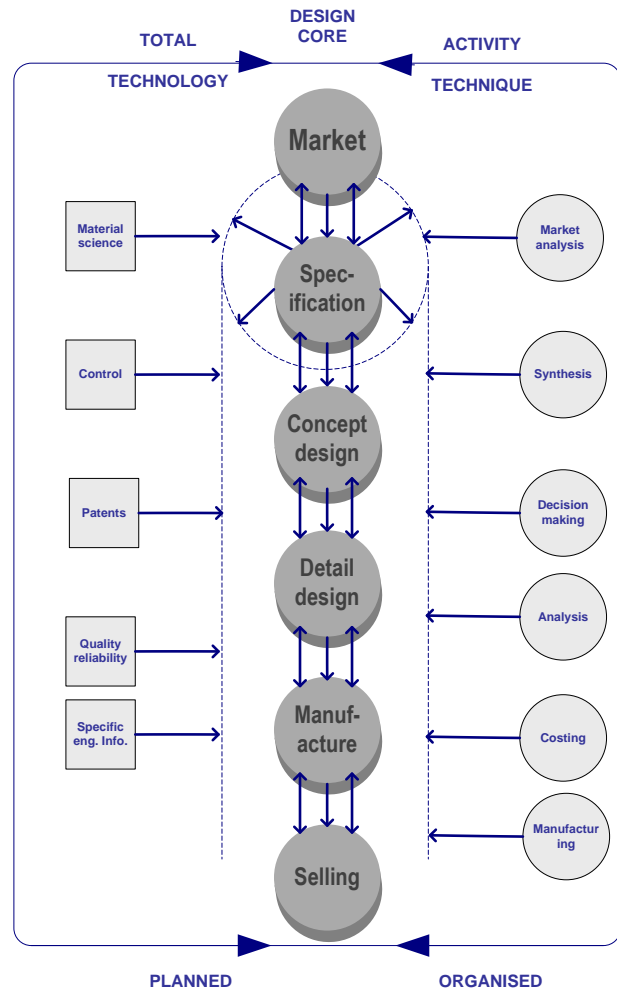 DESIGN
CORE
TOTAL
ACTIVITY
TECHNOLOGY
TECHNIQUE
Market
Material
science
Market
analysis
Spec-
ification
Control
Synthesis
Concept
design
Patents
Decision
making
Detail
design
Analysis
Quality
reliability
Specific
eng. Info.
Manuf-
acture
Costing
Manufactur
ing
Selling
PLANNED
ORGANISED